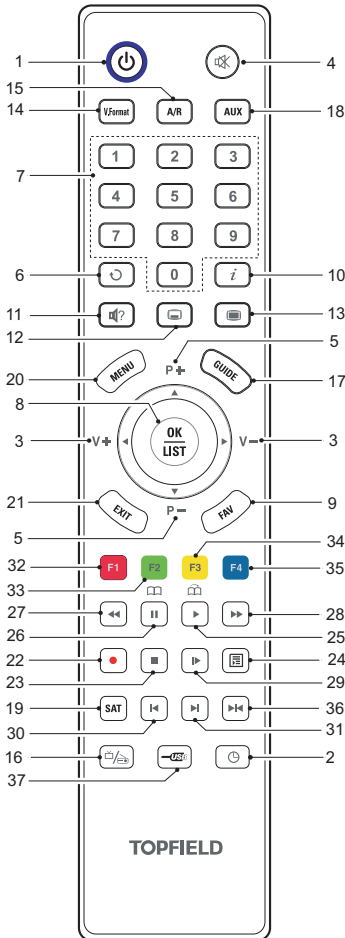 1 4
15
14 V.Format A/R AUX 18
7 1 2 3
4 5 6
7 8 9
6 0 i 10
11 ? 13
12
5
P+
20 MENU GUIDE 17
8
3 V+ OK V− 3
LIST
21 EXIT FAV 9
5 P−
34
32 F1 F2 F3 F4 35
33
27 28
26 25
22 24
23 29
19 SAT 36
30 31
16 USB 2
37
TOPFIELD